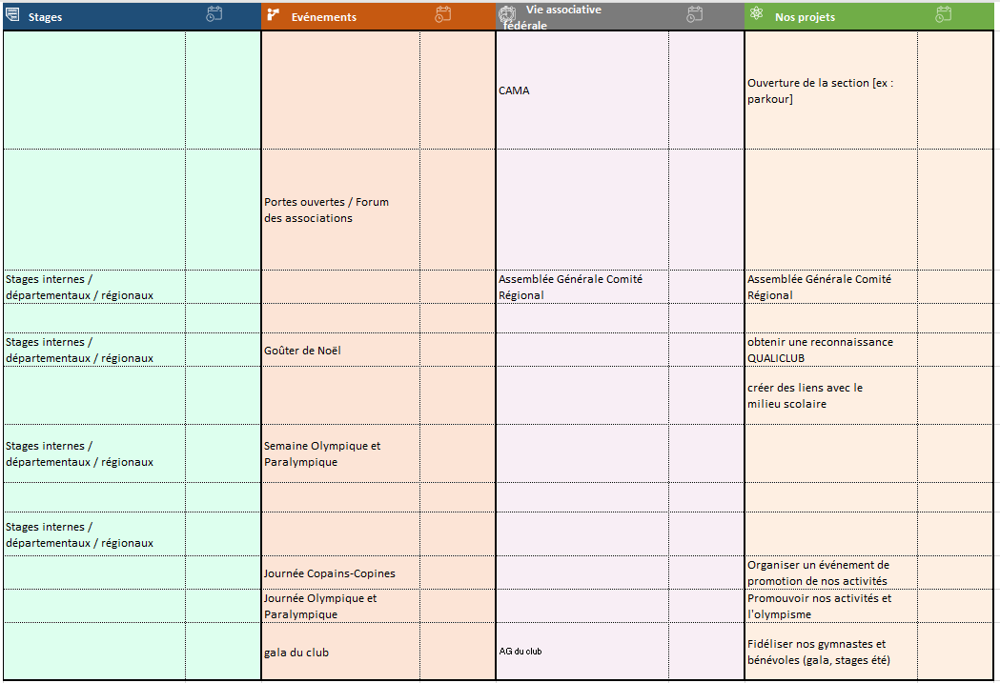 Stages
Evénements
Vie associative
fédérale
Nos projets
CAMA
Ouverture de la section [ex :
parkour]
Portes ouvertes / Forum
des associations
Stages internes /
départementaux / régionaux
Assemblée Générale Comité
Régional
Assemblée Générale Comité
Régional
Stages internes /
départementaux / régionaux
Goûter de Noël
obtenir une reconnaissance
QUALICLUB
créer des liens avec le
milieu scolaire
Stages internes /
départementaux / régionaux
Semaine Olympique et
Paralympique
Stages internes /
départementaux / régionaux
Journée Copains-Copines
Organiser un événement de
promotion de nos activités
Journée Olympique et
Paralympique
Promouvoir nos activités et
l'olympisme
gala du club
AG du club
Fidéliser nos gymnastes et
bénévoles (gala, stages été)